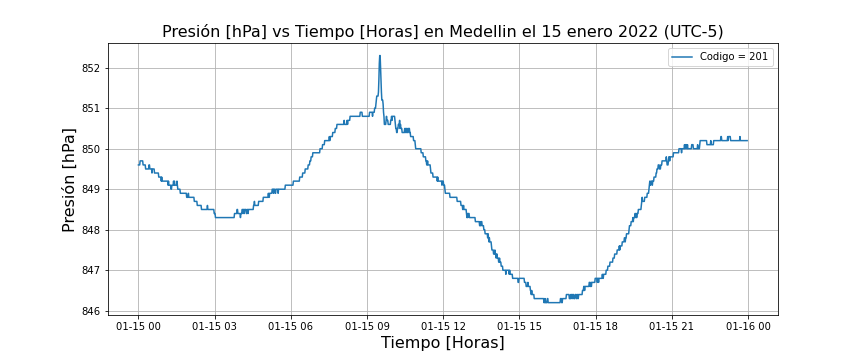 Presión [hPa] vs Tiempo [Horas] en Medellin el 15 enero 2022 (UTC-5)
Codigo = 201
852
851
850
849
848
847
846
Presión [hPa]
01-15 00 01-15 03 01-15 06 01-15 09 01-15 12 01-15 15 01-15 18 01-15 21 01-16 00
Tiempo [Horas]